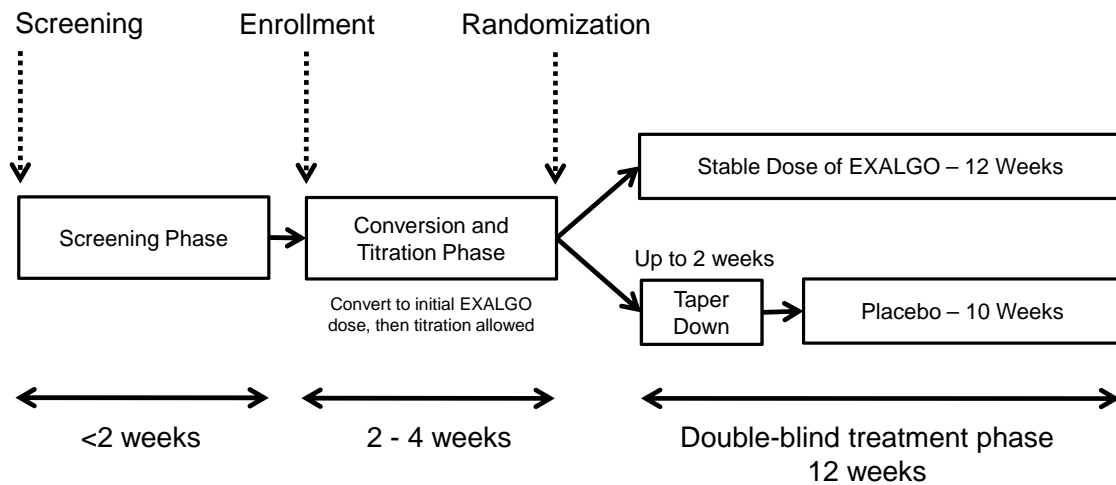 Screening
Enrollment
Randomization
Stable Dose of EXALGO – 12 Weeks
Screening Phase
Conversion and
Titration Phase
Up to 2 weeks
Taper
Down
Placebo – 10 Weeks
Convert to initial EXALGO
dose, then titration allowed
<2 weeks
2 - 4 weeks
Double-blind treatment phase
12 weeks